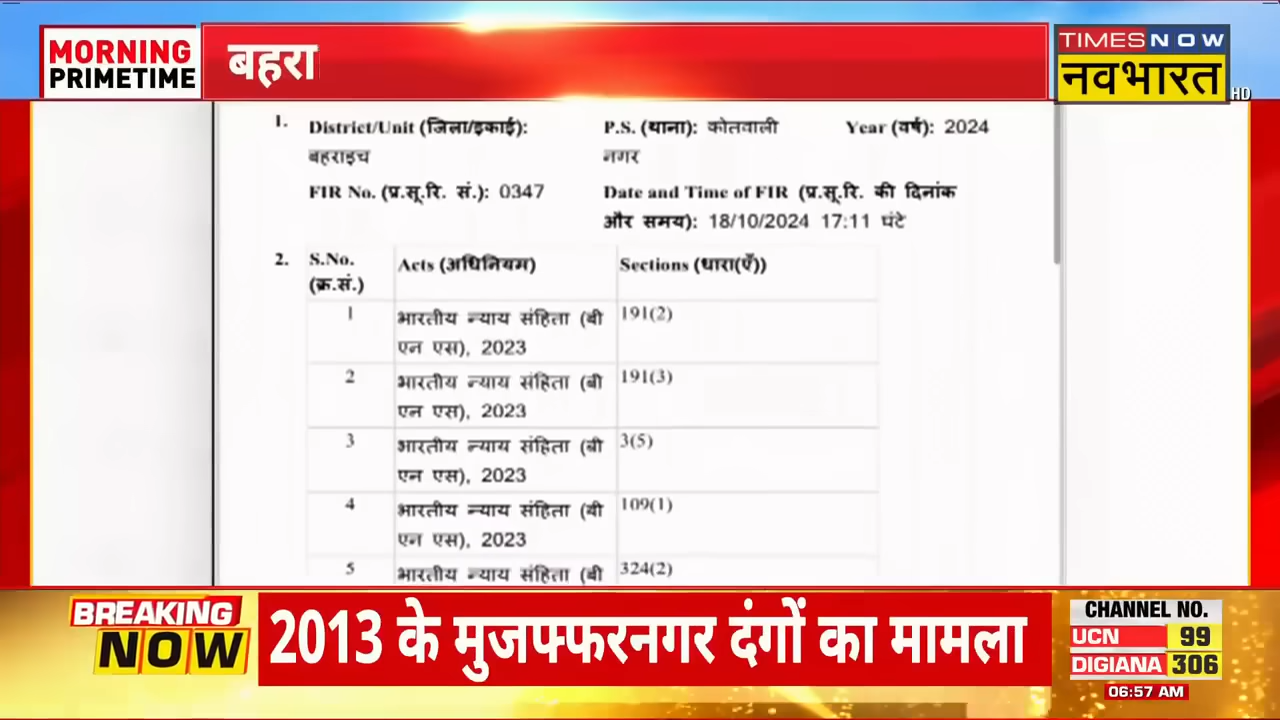 MORNING
PRIMETIME
बहरा
TIMES NOW
नवभारत
HD
1. District/Unit (जिला/इकाई): P.S. (थाना): कोतवाली Year (वर्ष): 2024
बहराइच नगर
FIR No. (प्र.सू.रि. सं.): 0347 Date and Time of FIR (प्र.सू.रि. की दिनांक
और समय): 18/10/2024 17:11 घंटे
2. S.No. Acts (अधिनियम) Sections (धारा(एँ))
(क्र.सं.)
1 भारतीय न्याय संहिता (बी 191(2)
एन एस), 2023
2 भारतीय न्याय संहिता (बी 191(3)
एन एस), 2023
3 भारतीय न्याय संहिता (बी 3(5)
एन एस), 2023
4 भारतीय न्याय संहिता (बी 109(1)
एन एस), 2023
5 भारतीय न्याय संहिता (बी 324(2)
BREAKING
NOW
2013 के मुजफ्फरनगर दंगों का मामला
CHANNEL NO.
UCN 99
DIGIANA 306
06:57 AM